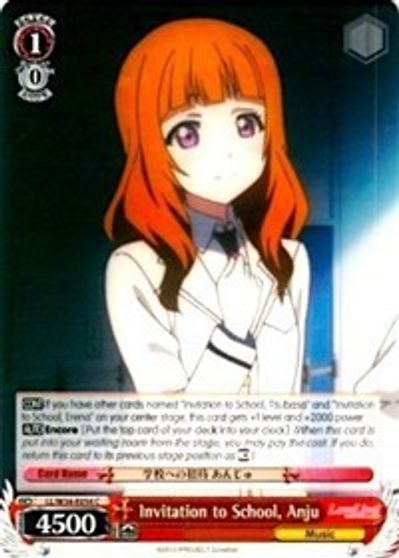 1
0
CONT If you have other cards named "Invitation to School, Tsubasa" and "Invitation
to School, Erena" on your center stage, this card gets +1 level and +2000 power
AUTO Encore [Put the top card of your deck into your clock] (When this card is
put into waiting room from the stage, you may pay the cost. If you do,
return this card to its previous stage position as
Card Name
学校への招待 あんじゅ
4500
Invitation to School, Anju
Music